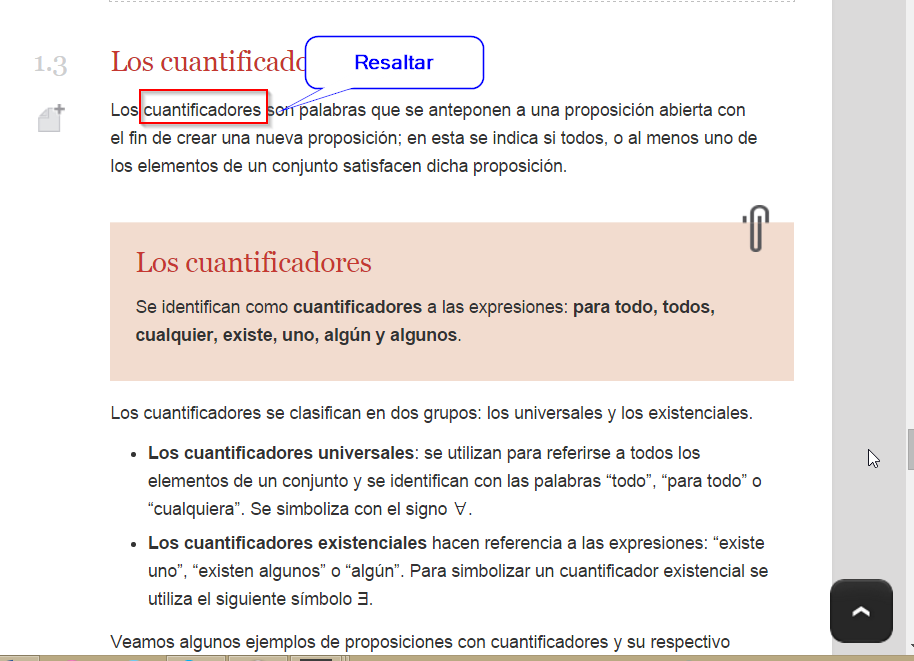 1.3 Los cuantificado
Resaltar
Los cuantificadores son palabras que se anteponen a una proposición abierta con
el fin de crear una nueva proposición; en esta se indica si todos, o al menos uno de
los elementos de un conjunto satisfacen dicha proposición.
Los cuantificadores
Se identifican como cuantificadores a las expresiones: para todo, todos,
cualquier, existe, uno, algún y algunos.
Los cuantificadores se clasifican en dos grupos: los universales y los existenciales.
• Los cuantificadores universales: se utilizan para referirse a todos los
elementos de un conjunto y se identifican con las palabras “todo”, “para todo” o
“cualquiera”. Se simboliza con el signo ∀.
• Los cuantificadores existenciales hacen referencia a las expresiones: “existe
uno”, “existen algunos” o “algún”. Para simbolizar un cuantificador existencial se
utiliza el siguiente símbolo ∃.
Veamos algunos ejemplos de proposiciones con cuantificadores y su respectivo